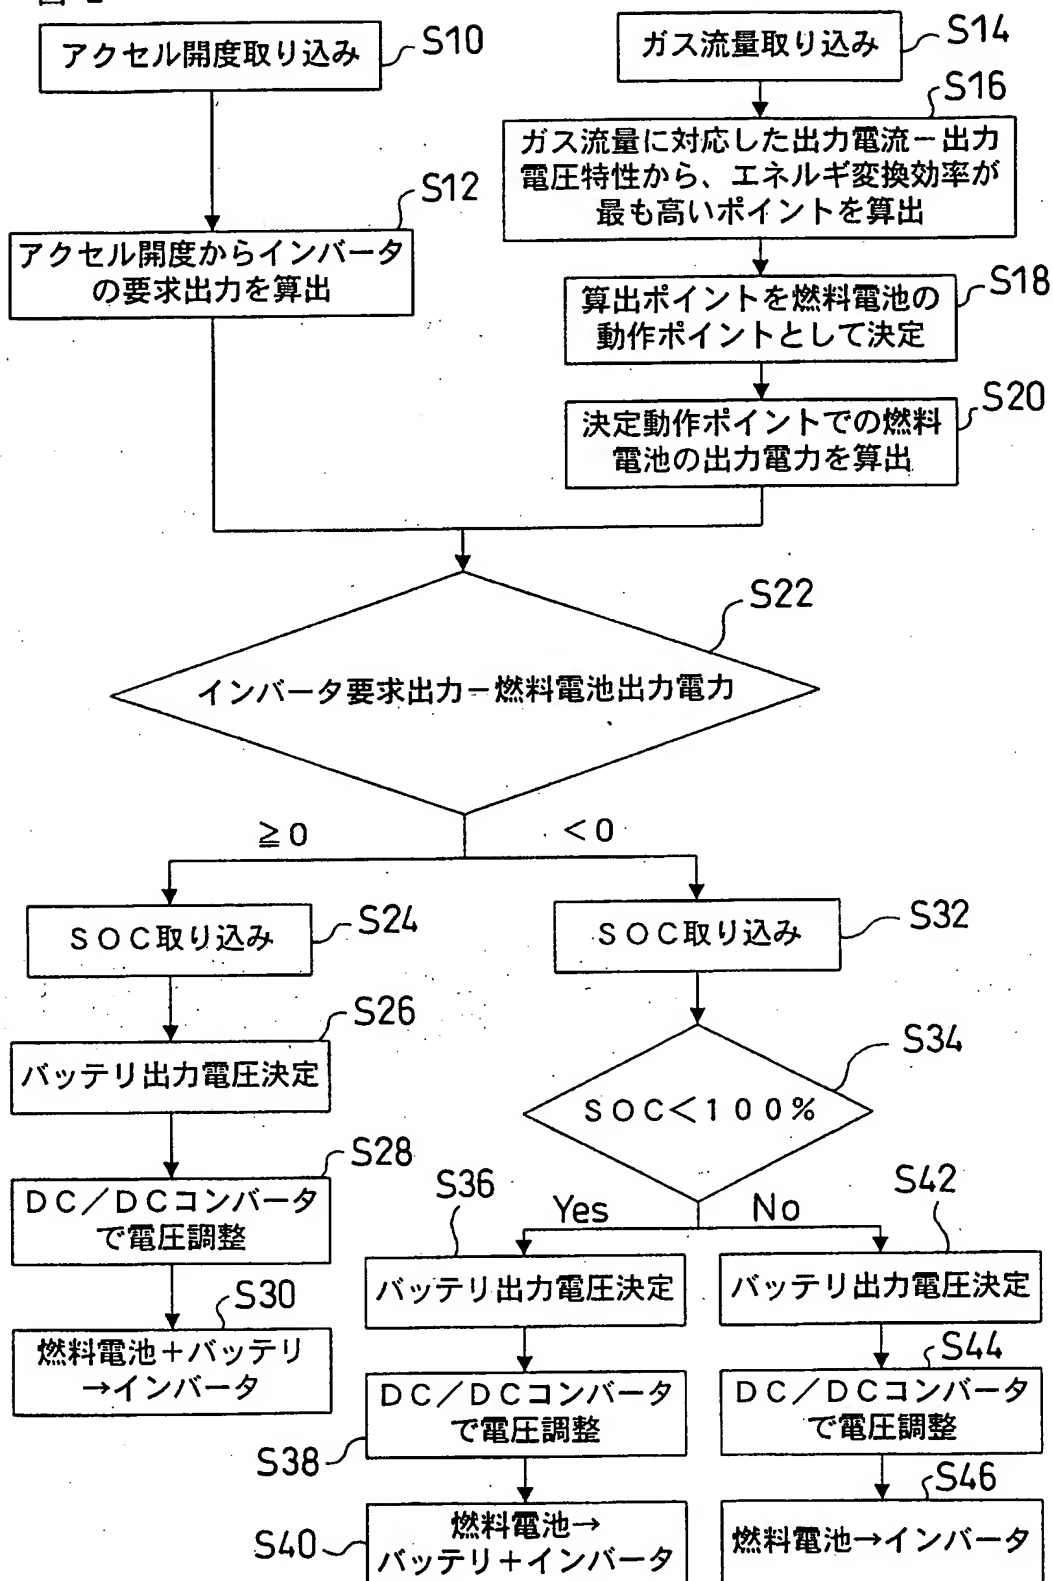 アクセル開度取り込み
S10
ガス流量取り込み
S14
S16
ガス流量に対応した出力電流－出力
電圧特性から、エネルギ変換効率が
最も高いポイントを算出
S12
アクセル開度からインバータ
の要求出力を算出
S18
算出ポイントを燃料電池の
動作ポイントとして決定
S20
決定動作ポイントでの燃料
電池の出力電力を算出
S22
インバータ要求出力－燃料電池出力電力
≧0
<0
SOC取り込み
S24
SOC取り込み
S32
S26
バッテリ出力電圧決定
S34
SOC＜100%
S28
DC／DCコンバータ
で電圧調整
S36
Yes
No
S42
バッテリ出力電圧決定
バッテリ出力電圧決定
S30
燃料電池＋バッテリ
→インバータ
S44
DC／DCコンバータ
で電圧調整
S38
DC／DCコンバータ
で電圧調整
S46
S40
燃料電池→
バッテリ＋インバータ
燃料電池→インバータ